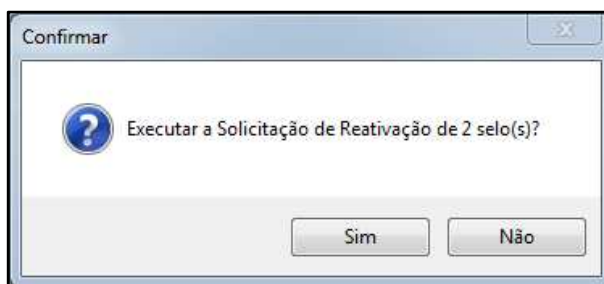 Confirmar
Executar a Solicitação de Reativação de 2 selo(s)?
Sim
Não